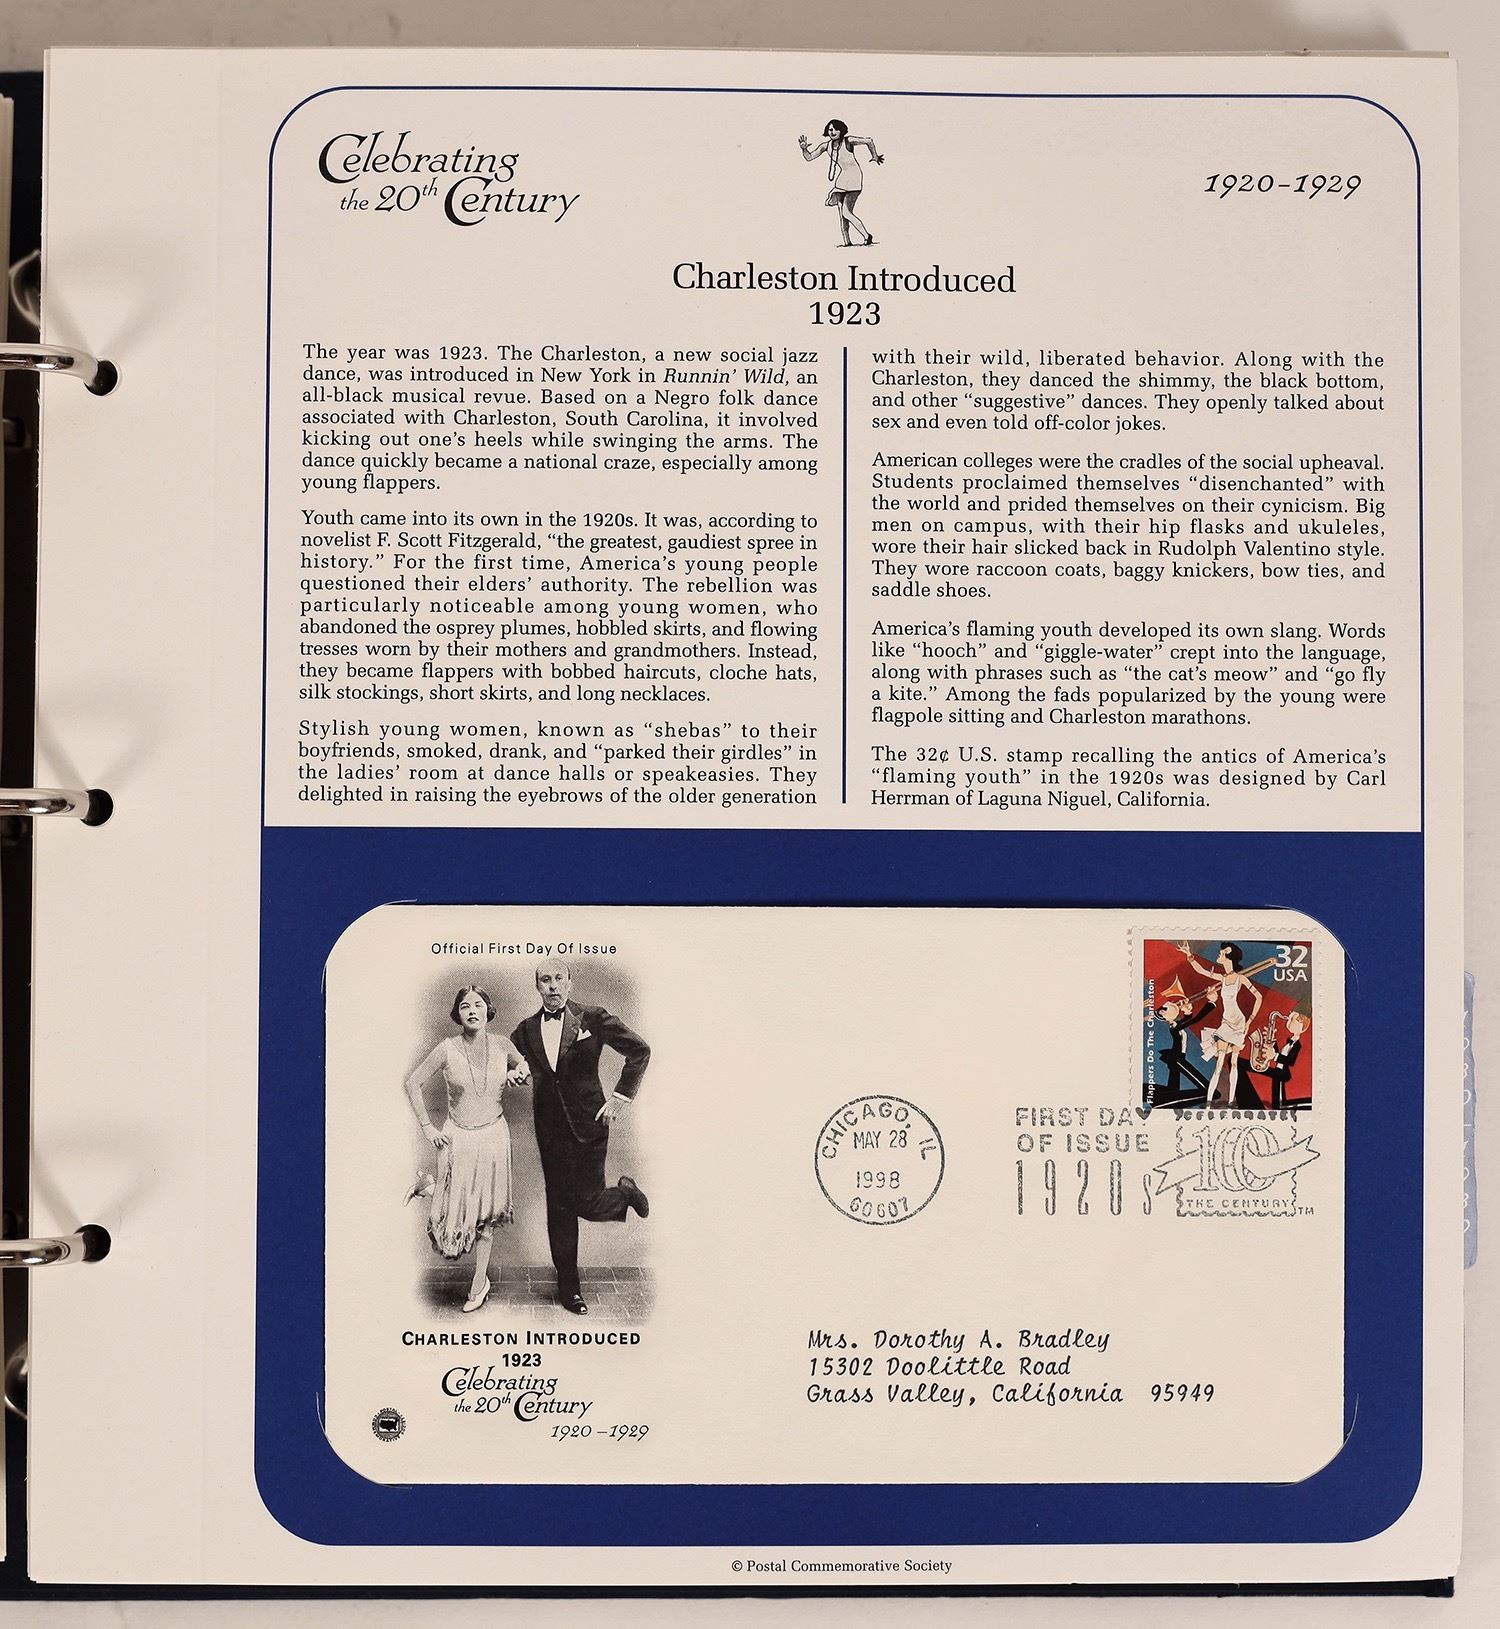 Celebrating
the 20th Century
1920-1929
Charleston Introduced
1923
The year was 1923. The Charleston, a new social jazz
dance, was introduced in New York in Runnin' Wild, an
all-black musical revue. Based on a Negro folk dance
associated with Charleston, South Carolina, it involved
kicking out one's heels while swinging the arms. The
dance quickly became a national craze, especially among
young flappers.
Youth came into its own in the 1920s. It was, according to
novelist F. Scott Fitzgerald, “the greatest, gaudiest spree in
history.” For the first time, America's young people
questioned their elders' authority. The rebellion was
particularly noticeable among young women, who
abandoned the osprey plumes, hobbled skirts, and flowing
tresses worn by their mothers and grandmothers. Instead,
they became flappers with bobbed haircuts, cloche hats,
silk stockings, short skirts, and long necklaces.
Stylish young women, known as “shebas” to their
boyfriends, smoked, drank, and “parked their girdles” in
the ladies' room at dance halls or speakeasies. They
delighted in raising the eyebrows of the older generation
with their wild, liberated behavior. Along with the
Charleston, they danced the shimmy, the black bottom,
and other “suggestive” dances. They openly talked about
sex and even told off-color jokes.
American colleges were the cradles of the social upheaval.
Students proclaimed themselves “disenchanted” with
the world and prided themselves on their cynicism. Big
men on campus, with their hip flasks and ukuleles,
wore their hair slicked back in Rudolph Valentino style.
They wore raccoon coats, baggy knickers, bow ties, and
saddle shoes.
America's flaming youth developed its own slang. Words
like “hooch” and “giggle-water” crept into the language,
along with phrases such as “the cat's meow” and “go fly
a kite.” Among the fads popularized by the young were
flagpole sitting and Charleston marathons.
The 32¢ U.S. stamp recalling the antics of America's
“flaming youth” in the 1920s was designed by Carl
Herrman of Laguna Niguel, California.
Official First Day Of Issue
32
USA
Flappers Do The Charleston
CHICAGO, IL
MAY 28
1998
60607
FIRST DAY
OF ISSUE
1920s
CELEBRATE
100
THE CENTURY
TM
CHARLESTON INTRODUCED
1923
Celebrating
the 20th Century
1920-1929
Mrs. Dorothy A. Bradley
15302 Doolittle Road
Grass Valley, California 95949
© Postal Commemorative Society